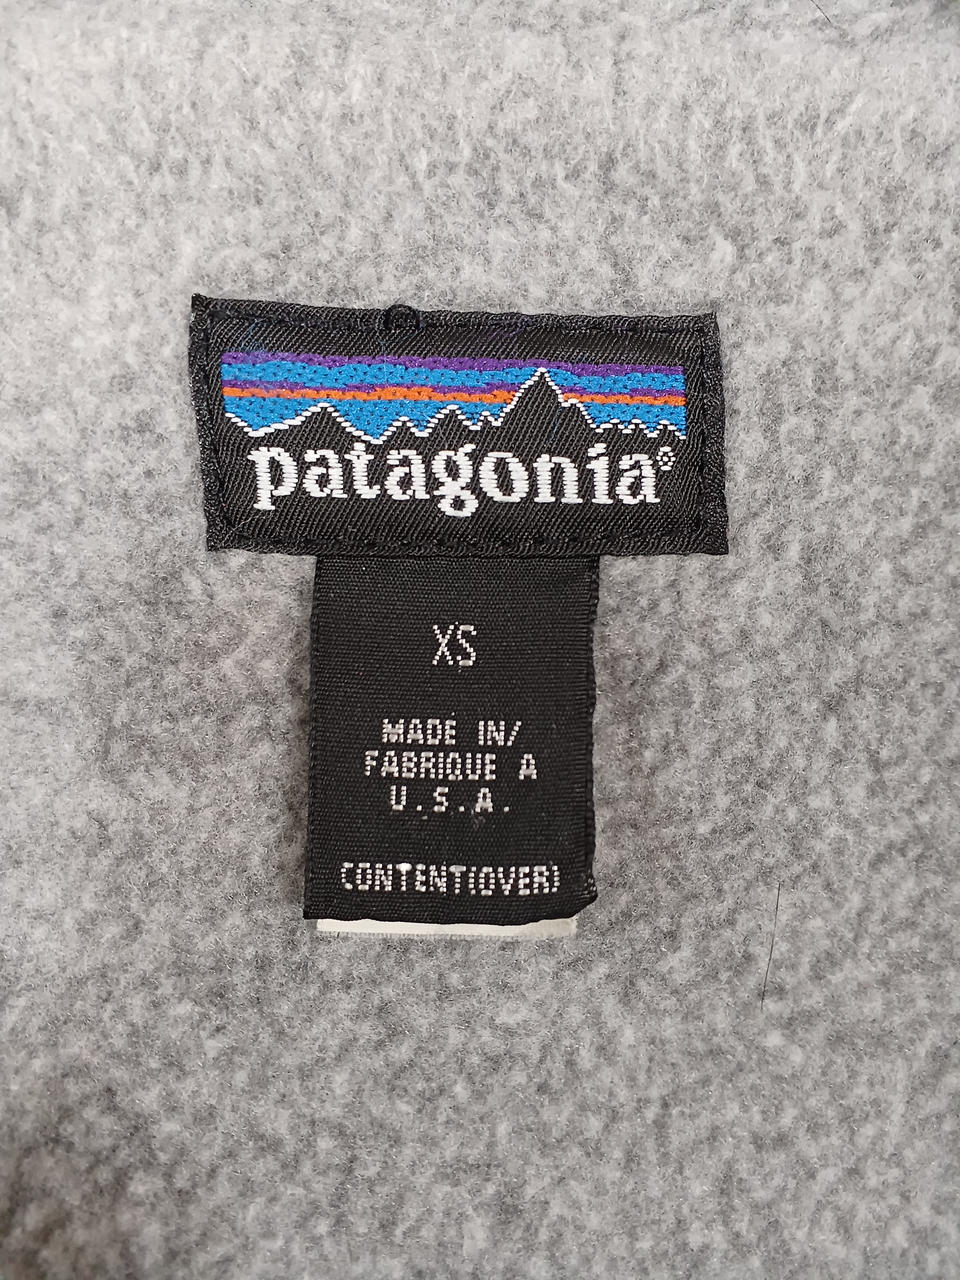 patagonia®
XS
MADE IN/
FABRIQUE A
U.S.A.
CONTENT(OVER)